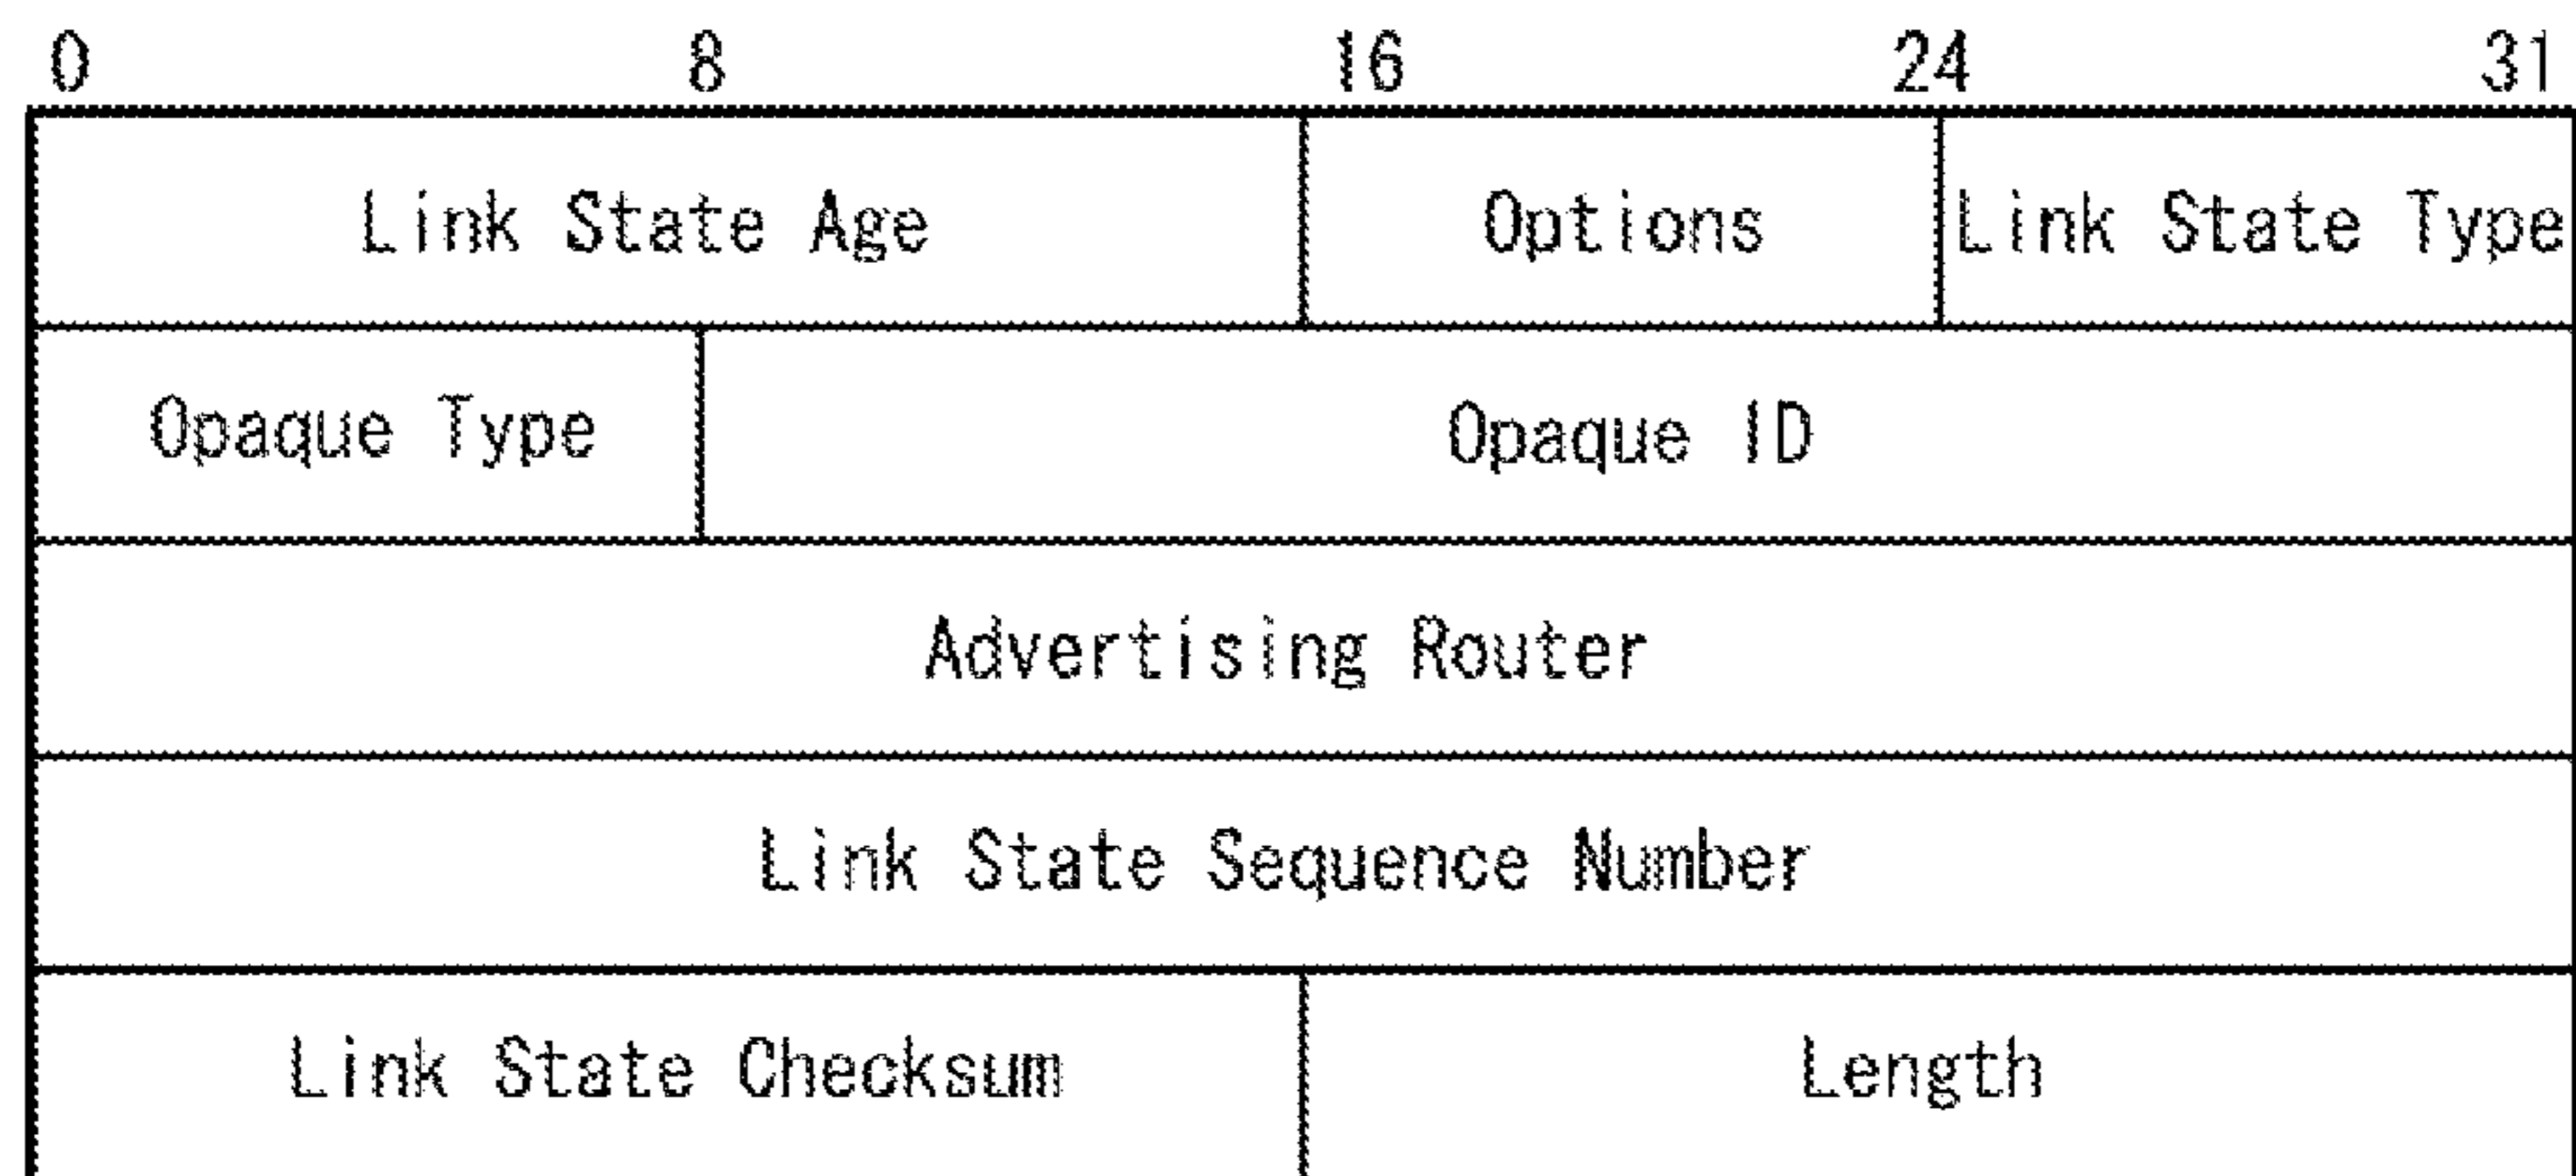 0 8 16 24 31
Link State Age Options Link State Type
Opaque Type Opaque ID
Advertising Router
Link State Sequence Number
Link State Checksum Length